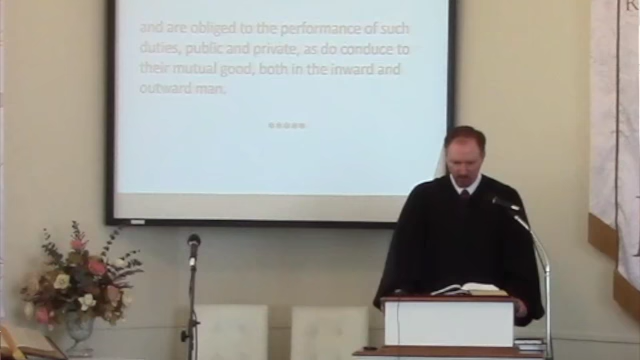 and are obliged to the performance of such
duties, public and private, as do conduce to
their mutual good, both in the inward and
outward man.
*****
R